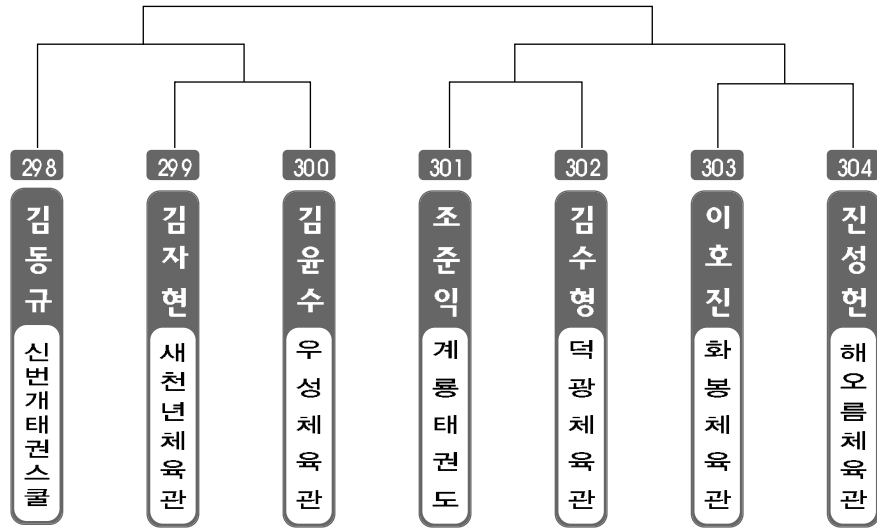 298
김동규
신번개태권스쿨
299
김자현
새천년체육관
300
김윤수
우성체육관
301
조준익
계룡태권도
302
김수형
덕광체육관
303
이호진
화봉체육관
304
진성헌
해오름체육관